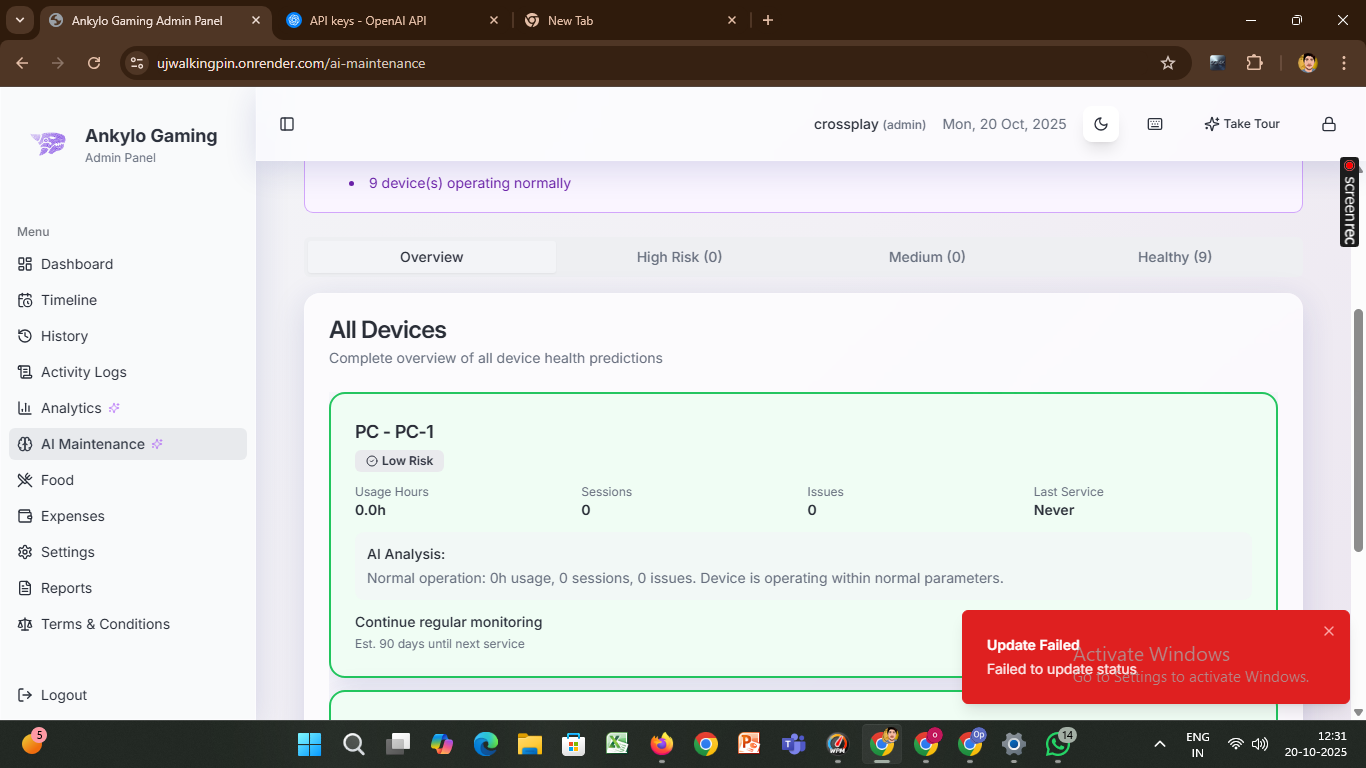 Ankylo Gaming Admin Panel
API keys - OpenAI API
New Tab
ujwalkingpin.onrender.com/ai-maintenance
Ankylo Gaming
Admin Panel
crossplay (admin)
Mon, 20 Oct, 2025
Take Tour
screenrec
9 device(s) operating normally
Menu
Dashboard
Timeline
History
Activity Logs
Analytics
AI Maintenance
Food
Expenses
Settings
Reports
Terms & Conditions
Logout
Overview
High Risk (0)
Medium (0)
Healthy (9)
All Devices
Complete overview of all device health predictions
PC - PC-1
Low Risk
Usage Hours
0.0h
Sessions
0
Issues
0
Last Service
Never
AI Analysis:
Normal operation: 0h usage, 0 sessions, 0 issues. Device is operating within normal parameters.
Continue regular monitoring
Est. 90 days until next service
Update Failed
Failed to update status
Activate Windows
Go to Settings to activate Windows.
5
WFM
O
Op
14
ENG
IN
12:31
20-10-2025